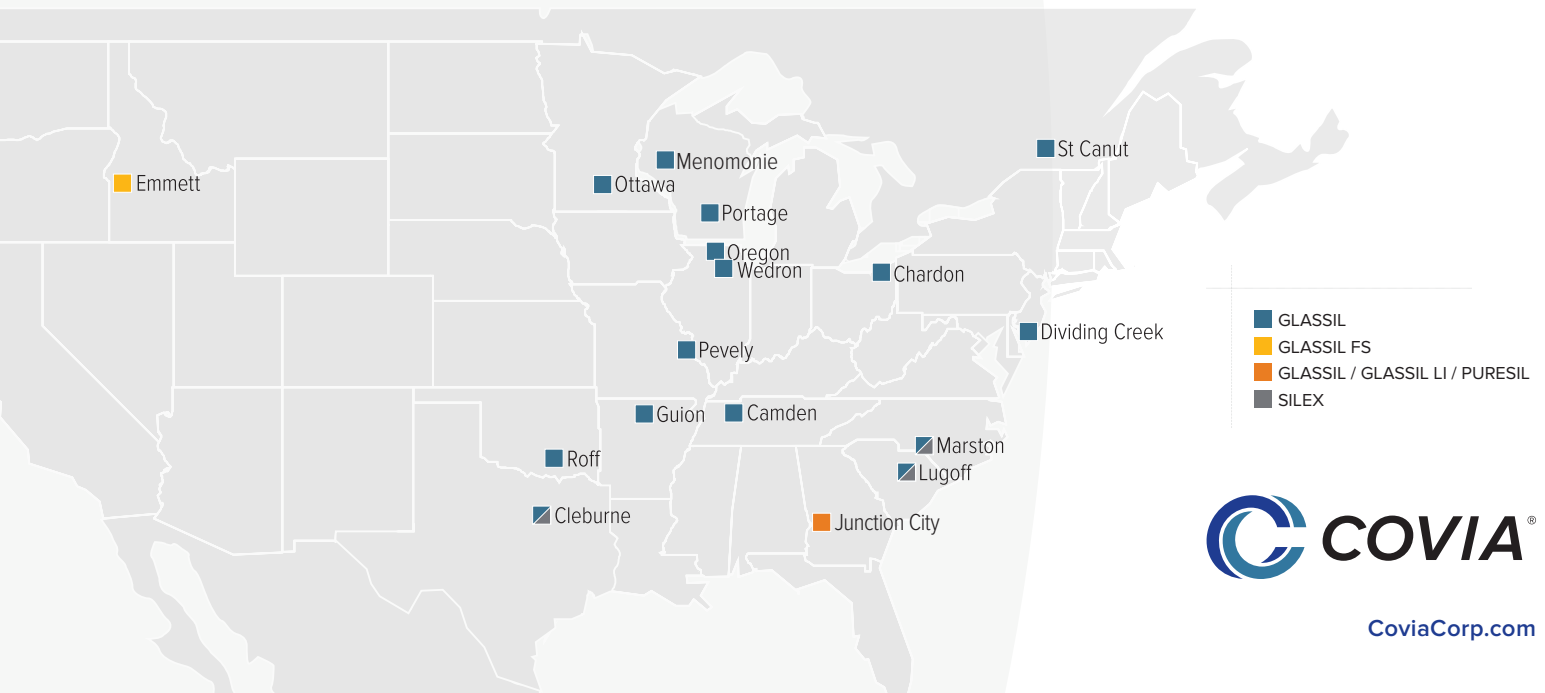 St Canut
Menomonie
Emmett
Ottawa
Portage
Oregon
Wedron
Chardon
Dividing Creek
Pevely
Guion
Camden
Marston
Roff
Lugoff
Cleburne
Junction City
GLASSIL
GLASSIL FS
GLASSIL / GLASSIL LI / PURESIL
SILEX
COVIA®
CoviaCorp.com